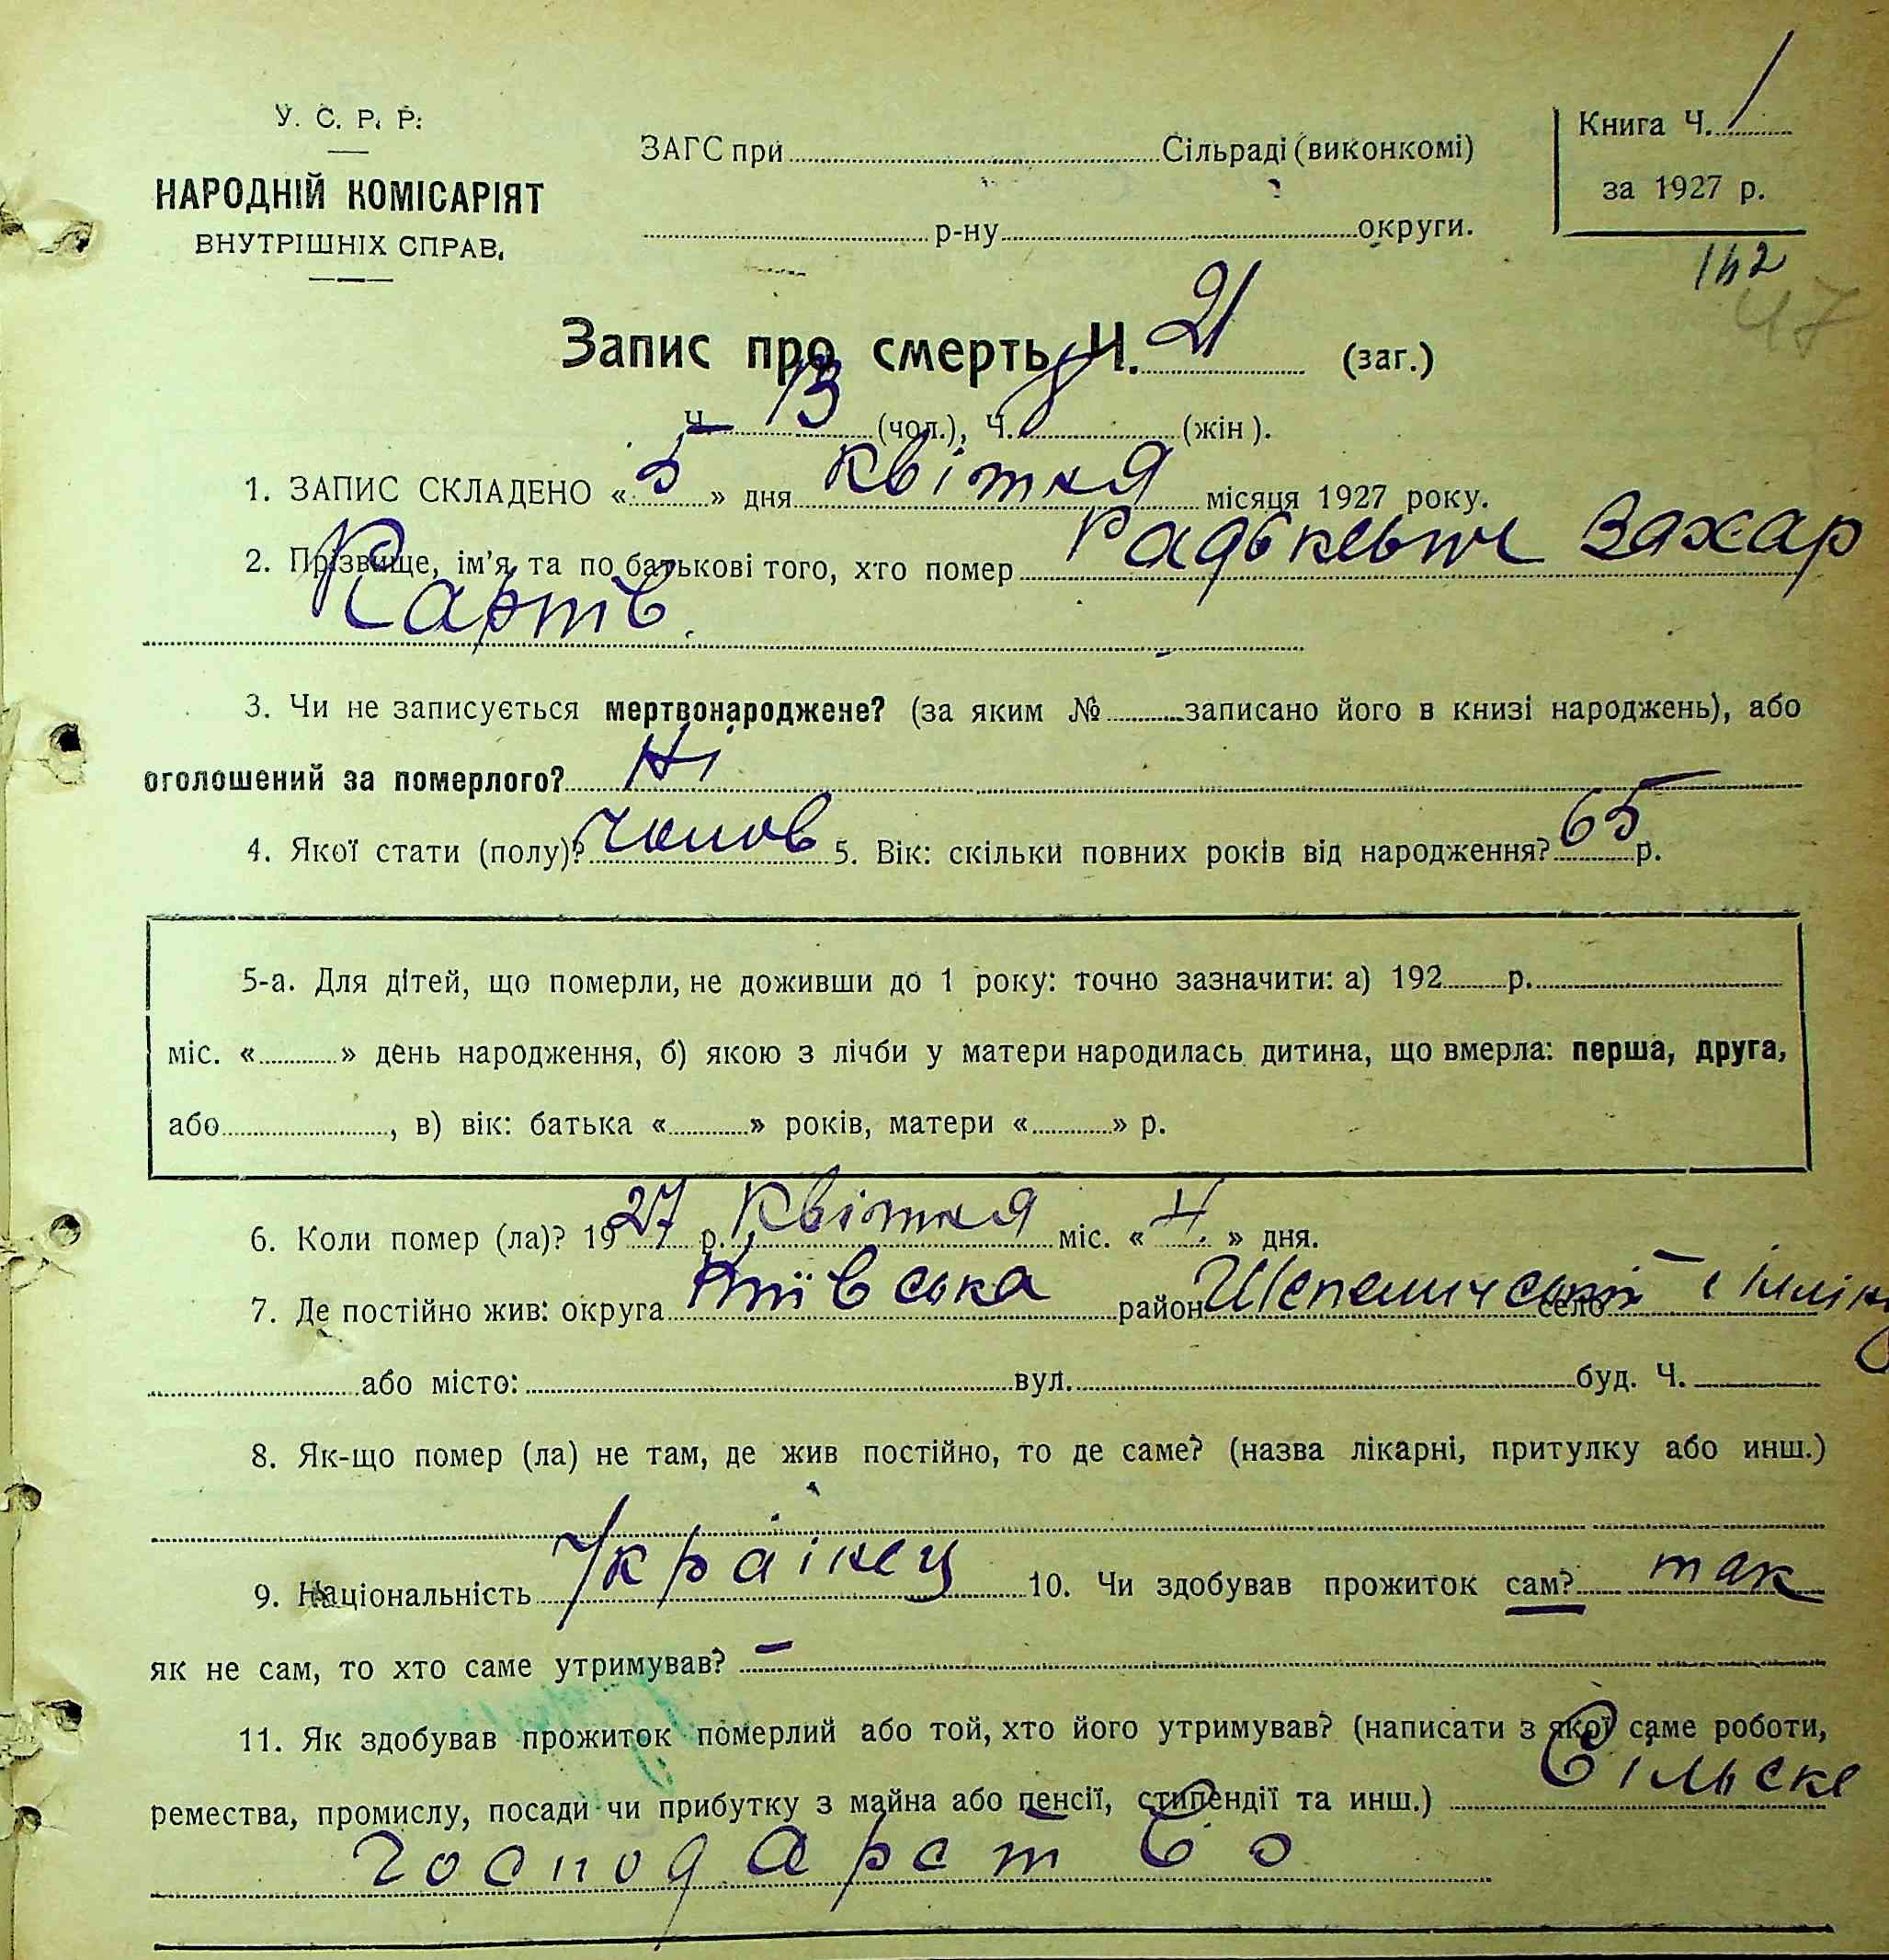 У. С. Р. Р.
НАРОДНІЙ КОМІСАРІЯТ
ВНУТРІШНІХ СПРАВ.
ЗАГС при Сільраді (виконкомі)
р-ну округи.
Книга Ч. 1
за 1927 р.
142
47
Запис про смерть Ч. 21 (заг.)
Ч. 13 (чол.), Ч. 8 (жін).
1. ЗАПИС СКЛАДЕНО «5» дня квітня місяця 1927 року.
2. Прізвище, ім'я, та по батькові того, хто помер Радькевич Захар
Карпів
3. Чи не записується мертвонароджене? (за яким № записано його в книзі народжень), або
оголошений за померлого? Ні
4. Якої стати (полу)? чолов 5. Вік: скільки повних років від народження? 65 р.
5-а. Для дітей, що померли, не доживши до 1 року: точно зазначити: а) 192 р.
міс. « » день народження, б) якою з лічби у матери народилась дитина, що вмерла: перша, друга,
або , в) вік: батька « » років, матери « » р.
6. Коли помер (ла)? 1927 р. Квітня міс. «4» дня.
7. Де постійно жив: округа Київська район село
або місто: вул. буд. Ч.
8. Як-що помер (ла) не там, де жив постійно, то де саме? (назва лікарні, притулку або инш.)
9. Національність Українець 10. Чи здобував прожиток сам? так
як не сам, то хто саме утримував? –
11. Як здобував прожиток померлий або той, хто його утримував? (написати з якої саме роботи,
ремества, промислу, посади чи прибутку з майна або пенсії, стипендії та инш.) Сільске
господарство